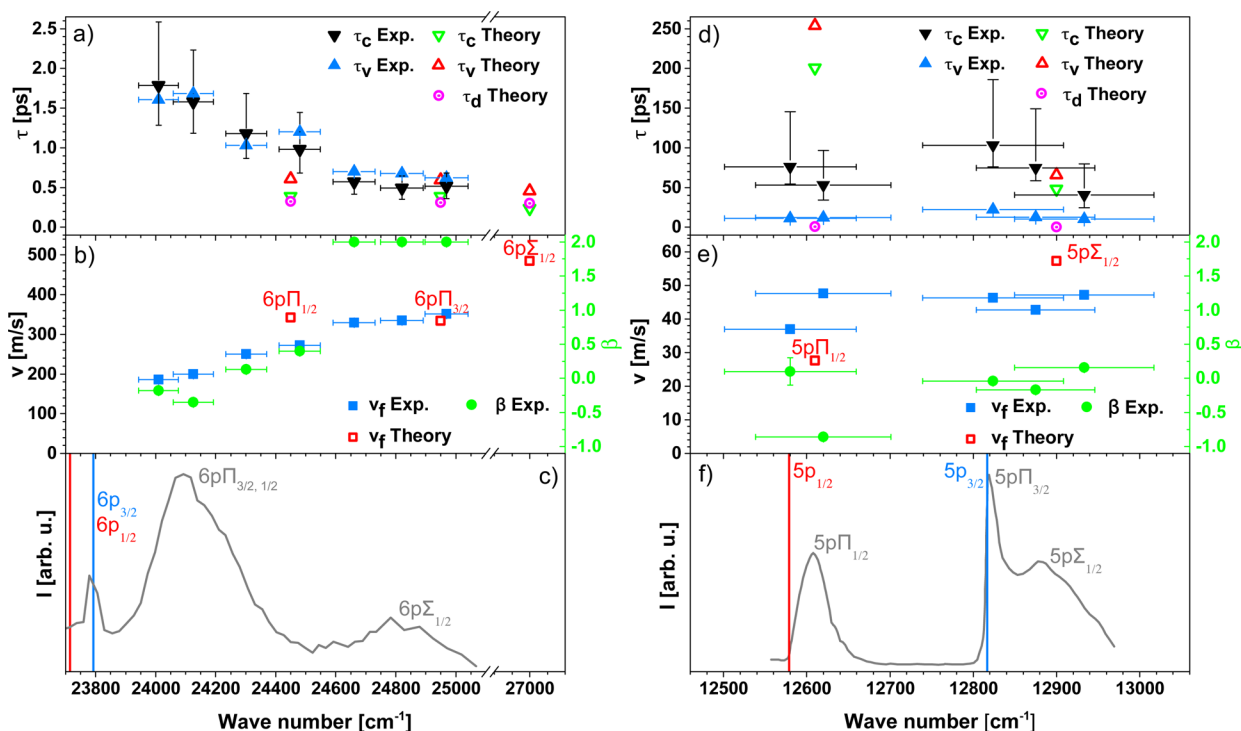 a)
τc Exp.
τc Theory
τv Exp.
τv Theory
τd Theory
τ [ps]
2.5
2.0
1.5
1.0
0.5
0.0
b)
6pΣ1/2
6pΠ1/2
6pΠ3/2
v [m/s]
500
400
300
200
100
0
2.0
1.5
1.0
0.5
0.0
-0.5
-1.0
β
vf Exp.
β Exp.
vf Theory
c)
6pΠ3/2, 1/2
6p3/2
6p1/2
6pΣ1/2
I [arb. u.]
23800 24000 24200 24400 24600 24800 25000 27000
Wave number [cm-1]
d)
τc Exp.
τc Theory
τv Exp.
τv Theory
τd Theory
τ [ps]
250
200
150
100
50
0
e)
5pΣ1/2
5pΠ1/2
v [m/s]
60
50
40
30
20
10
0
2.0
1.5
1.0
0.5
0.0
-0.5
-1.0
β
vf Exp.
β Exp.
vf Theory
f)
5p1/2
5p3/2
5pΠ3/2
5pΠ1/2
5pΣ1/2
I [arb. u.]
12500 12600 12700 12800 12900 13000
Wave number [cm-1]